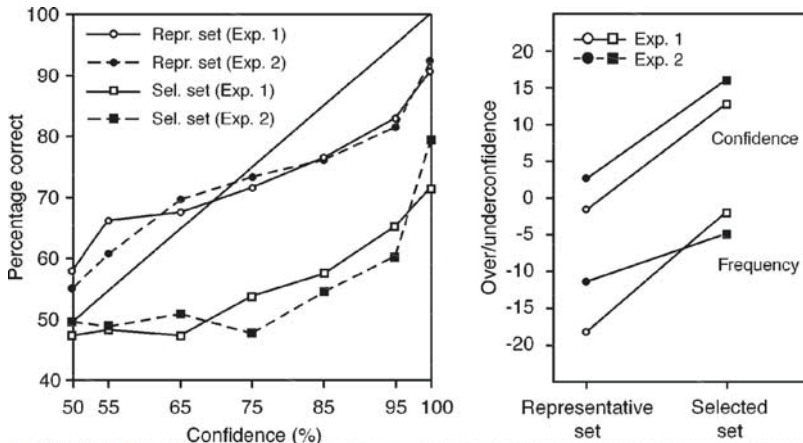 100
90
80
70
60
50
40
Percentage correct
Repr. set (Exp. 1)
Repr. set (Exp. 2)
Sel. set (Exp. 1)
Sel. set (Exp. 2)
50 55 65 75 85 95 100
Confidence (%)
20
15
10
5
0
-5
-10
-15
-20
Over/underconfidence
Exp. 1
Exp. 2
Confidence
Frequency
Representative set
Selected set